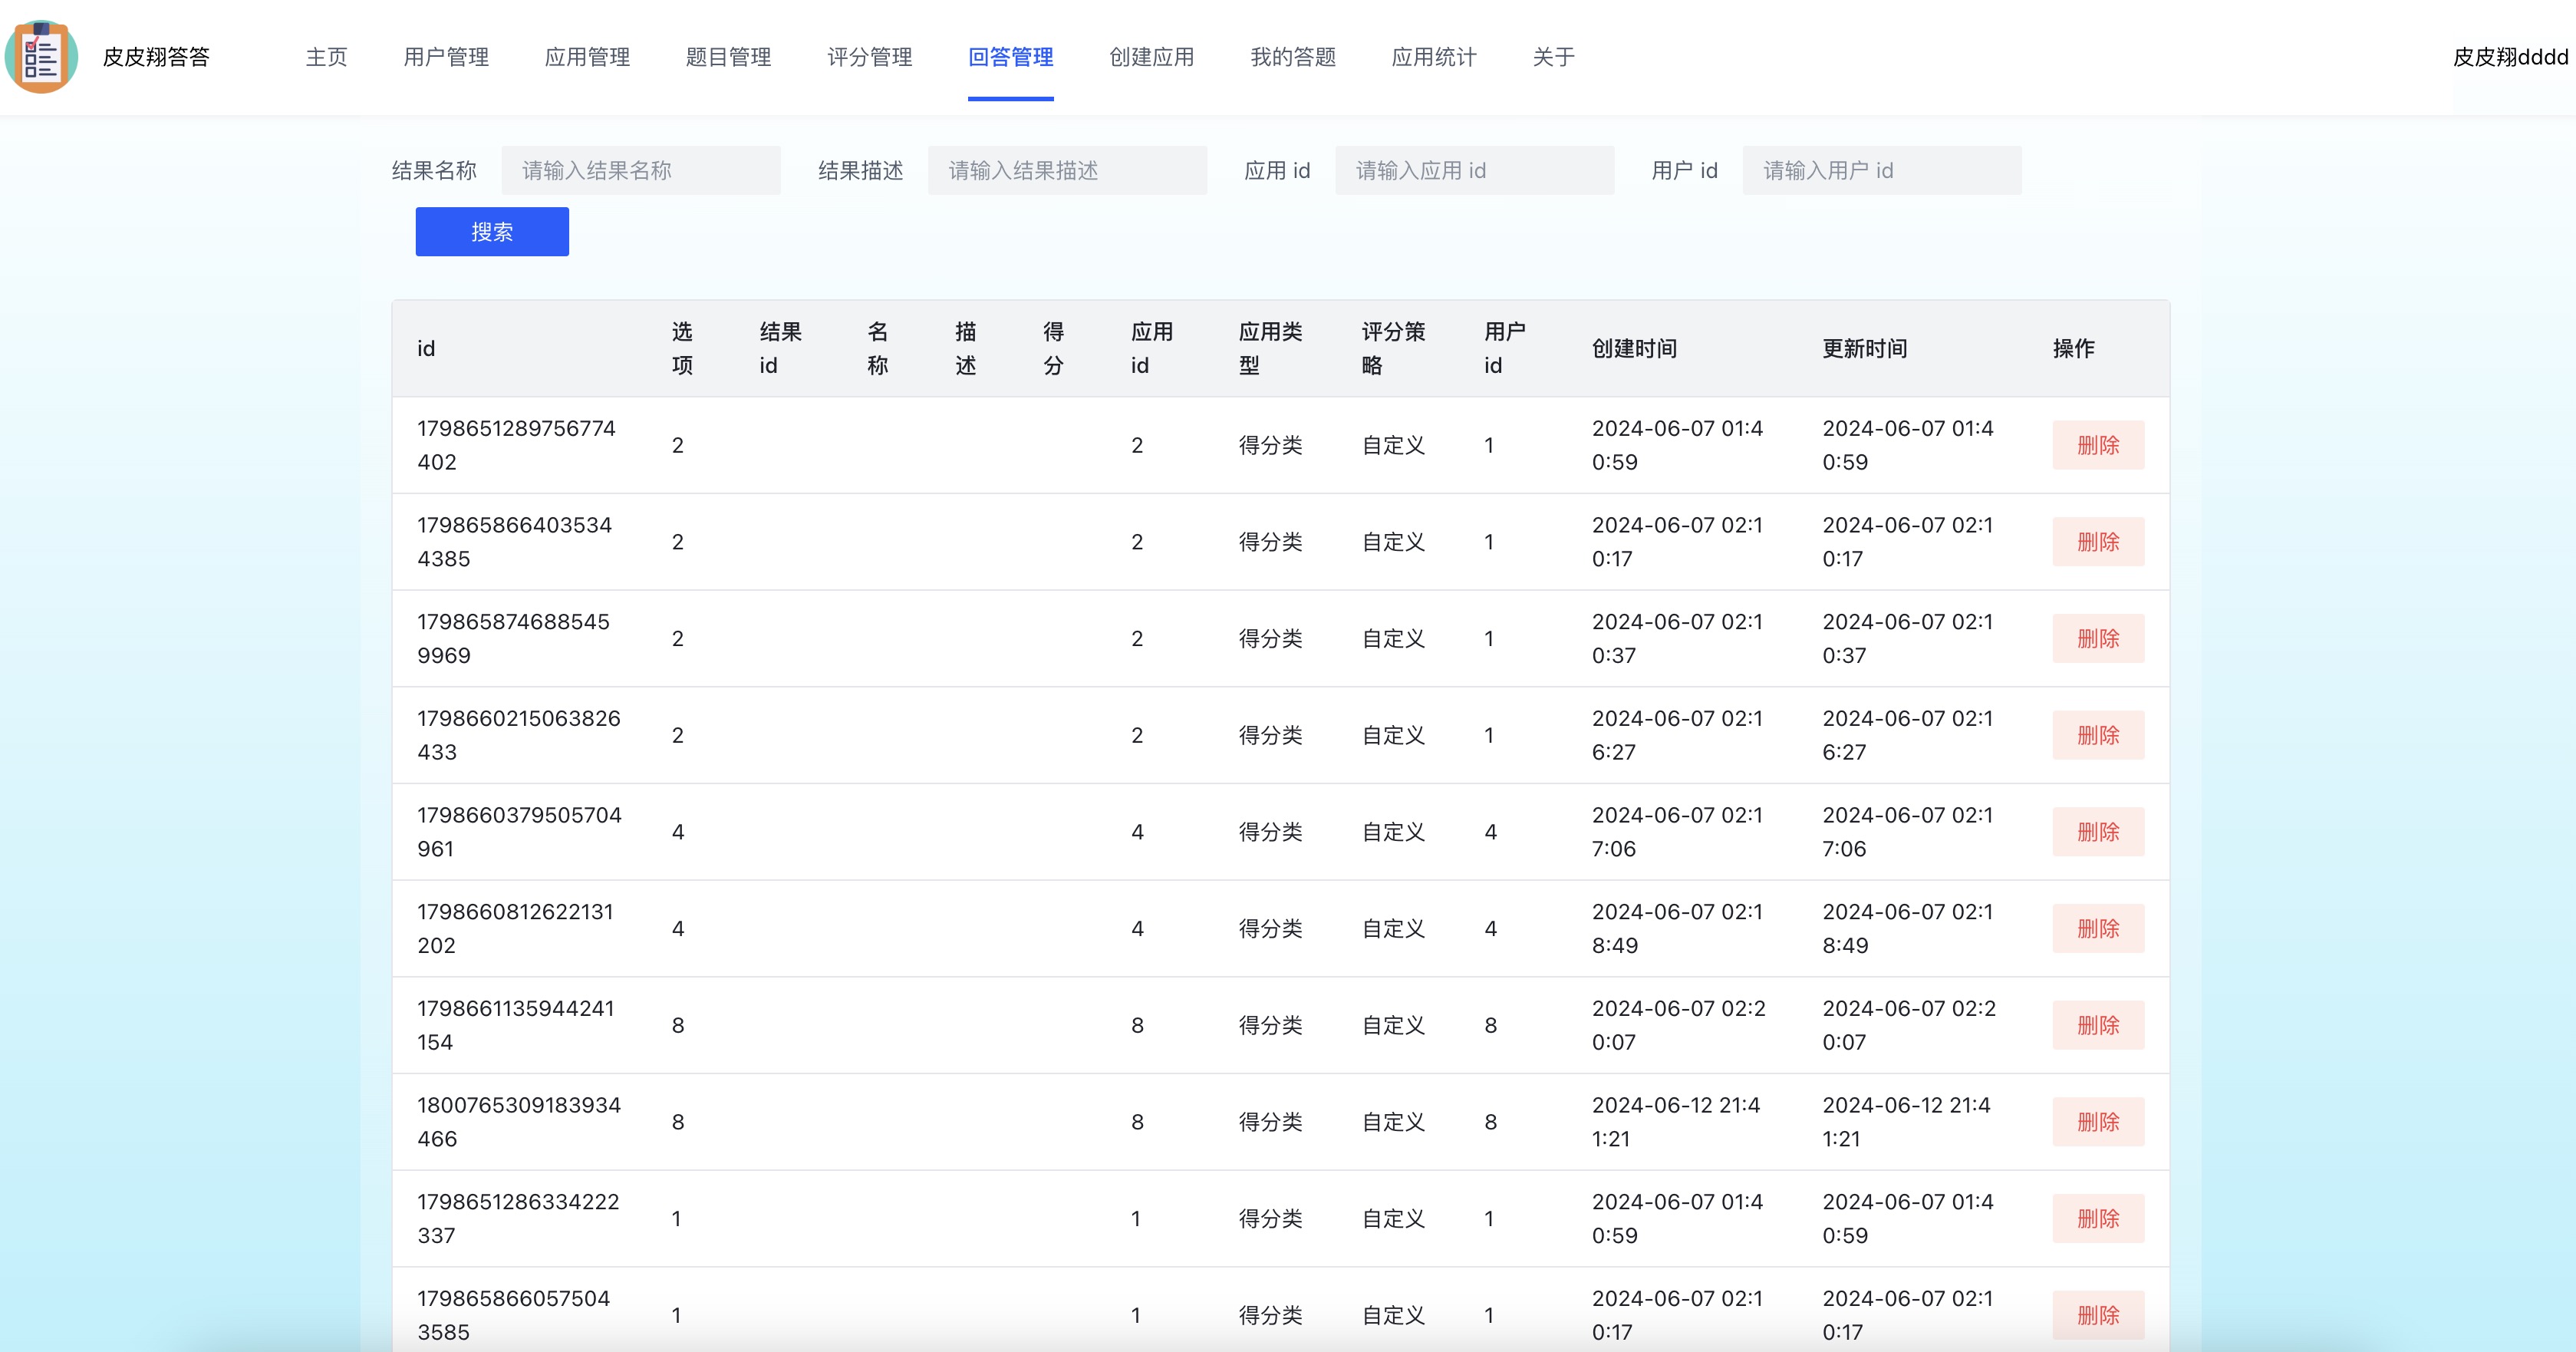 皮皮翔答答 主页 用户管理 应用管理 题目管理 评分管理 回答管理 创建应用 我的答题 应用统计 关于 皮皮翔dddd
结果名称 请输入结果名称 结果描述 请输入结果描述 应用 id 请输入应用 id 用户 id 请输入用户 id
搜索
id 选项 结果 id 名称 描述 得分 应用 id 应用类型 评分策略 用户 id 创建时间 更新时间 操作
1798651289756774402 2 2 得分类 自定义 1 2024-06-07 01:40:59 2024-06-07 01:40:59 删除
1798658664035344385 2 2 得分类 自定义 1 2024-06-07 02:10:17 2024-06-07 02:10:17 删除
1798658746885459969 2 2 得分类 自定义 1 2024-06-07 02:10:37 2024-06-07 02:10:37 删除
1798660215063826433 2 2 得分类 自定义 1 2024-06-07 02:16:27 2024-06-07 02:16:27 删除
1798660379505704961 4 4 得分类 自定义 4 2024-06-07 02:17:06 2024-06-07 02:17:06 删除
1798660812622131202 4 4 得分类 自定义 4 2024-06-07 02:18:49 2024-06-07 02:18:49 删除
1798661135944241154 8 8 得分类 自定义 8 2024-06-07 02:20:07 2024-06-07 02:20:07 删除
1800765309183934466 8 8 得分类 自定义 8 2024-06-12 21:41:21 2024-06-12 21:41:21 删除
1798651286334222337 1 1 得分类 自定义 1 2024-06-07 01:40:59 2024-06-07 01:40:59 删除
1798658660575043585 1 1 得分类 自定义 1 2024-06-07 02:10:17 2024-06-07 02:10:17 删除